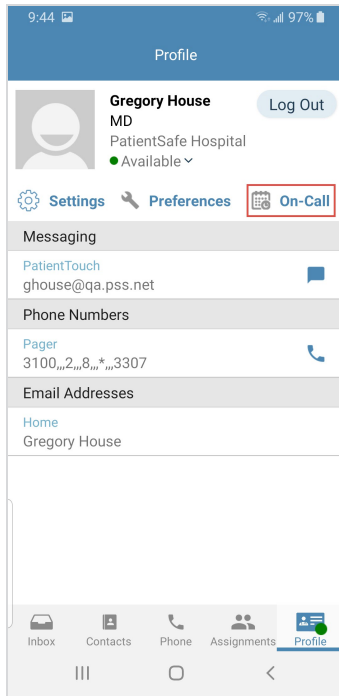 9:44 97%
Profile
Gregory House
MD
PatientSafe Hospital
Available
Log Out
Settings Preferences On-Call
Messaging
PatientTouch
ghouse@qa.pss.net
Phone Numbers
Pager
3100,,,2,,,8,,,*,,,3307
Email Addresses
Home
Gregory House
Inbox Contacts Phone Assignments Profile